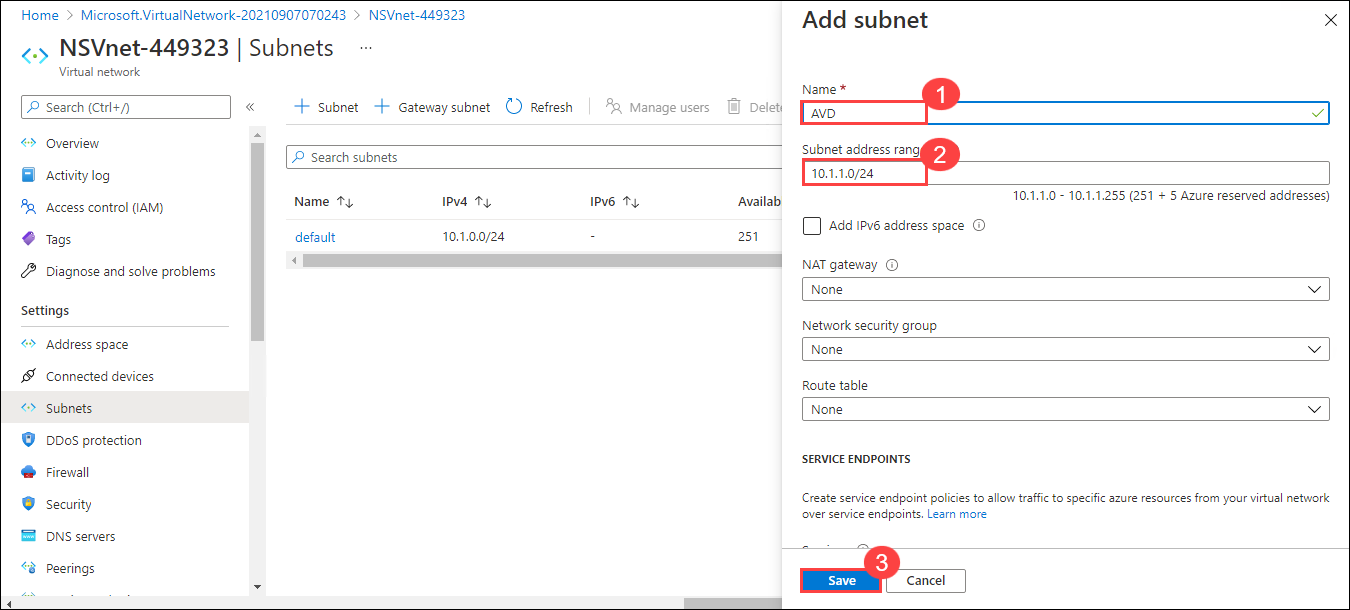 Home > Microsoft.VirtualNetwork-20210907070243 > NSVnet-449323
NSVnet-449323 | Subnets ...
Virtual network
Search (Ctrl+/) «
Overview
Activity log
Access control (IAM)
Tags
Diagnose and solve problems
Settings
Address space
Connected devices
Subnets
DDoS protection
Firewall
Security
DNS servers
Peerings
+ Subnet + Gateway subnet Refresh Manage users Delete
Search subnets
Name ↑↓ IPv4 ↑↓ IPv6 ↑↓ Availab
default 10.1.0.0/24 - 251
Add subnet
Name *
1
AVD
Subnet address rang
2
10.1.1.0/24
10.1.1.0 - 10.1.1.255 (251 + 5 Azure reserved addresses)
Add IPv6 address space
NAT gateway
None
Network security group
None
Route table
None
SERVICE ENDPOINTS
Create service endpoint policies to allow traffic to specific azure resources from your virtual network
over service endpoints. Learn more
3
Save Cancel